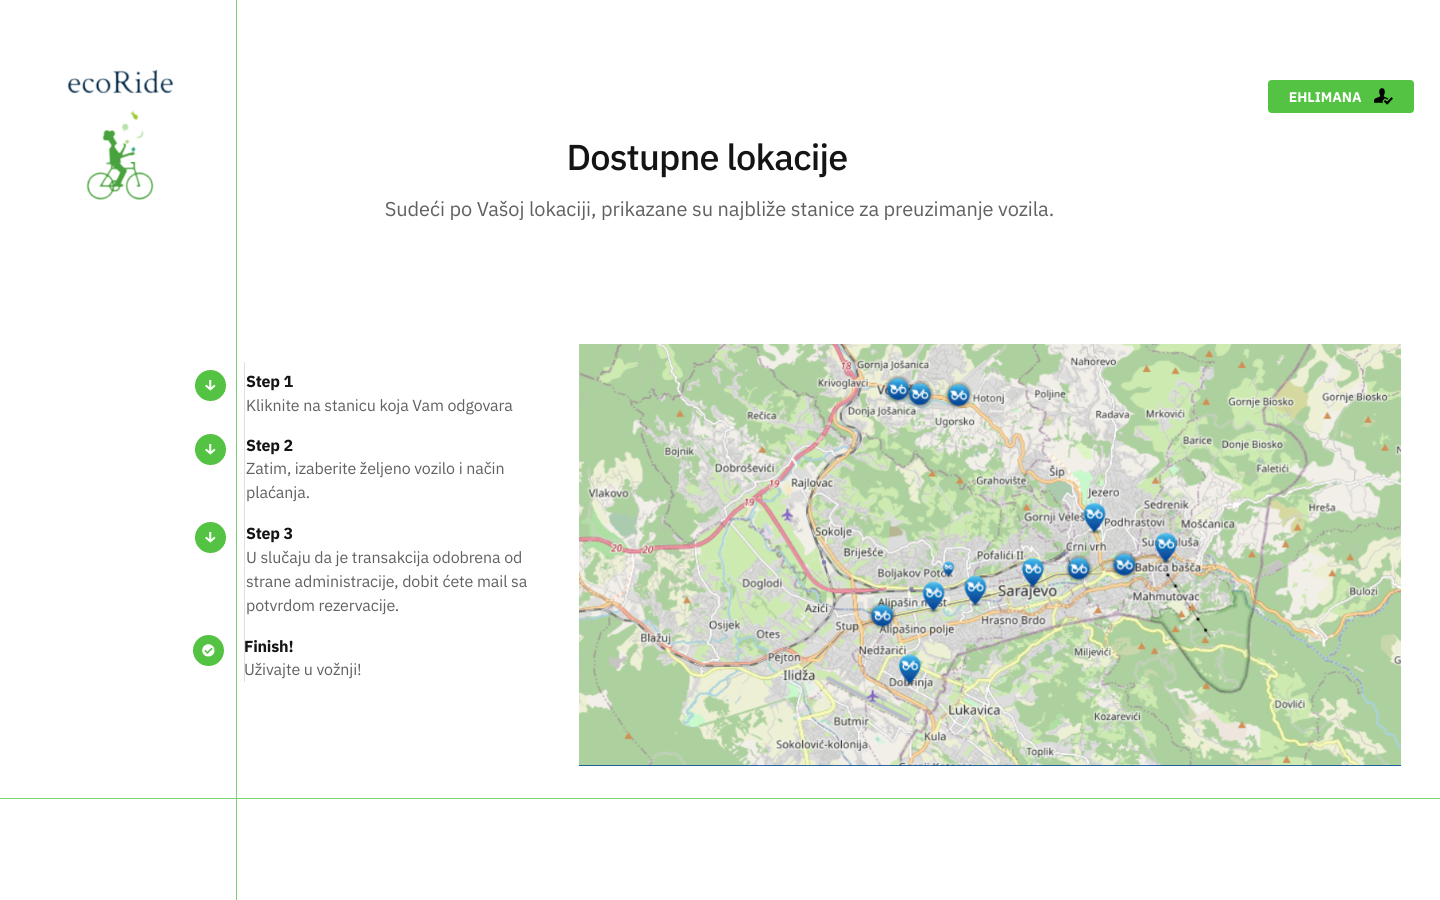 ecoRide
EHLIMANA
Dostupne lokacije
Sudeći po Vašoj lokaciji, prikazane su najbliže stanice za preuzimanje vozila.
Step 1
Kliknite na stanicu koja Vam odgovara
Step 2
Zatim, izaberite željeno vozilo i način
plaćanja.
Step 3
U slučaju da je transakcija odobrena od
strane administracije, dobit ćete mail sa
potvrdom rezervacije.
Finish!
Uživajte u vožnji!
18
Gornja Jošanica
Nahorevo
Krivoglavci
Hotonj
Poljine
Gornje Biosko
Gornje Biosko
Rečica
Donja Jošanica
Ugorsko
Radava
Mrkovići
Barice
Donje Biosko
Bojnik
Dobroševići
Šip
Faletići
19
Rajlovac
Grahovište
Vlakovo
Jezero
19
Sedrenik
Hreša
Gornji
Podhrastovi
Mošćanica
Sokolje
20
20
Briješće
Pofalići II
Crni vrh
Boljakov
Babića bašča
Doglodi
Sarajevo
Mahmutovac
Bulozi
Azići
Alipašin
Osijek
Otes
Stup
Alipašino polje
Hrasno Brdo
Blažuj
Nedžarići
Miljevići
Pejton
Ilidža
Dobrinja
Lukavica
Dovlići
Butmir
Kozarevići
Kula
Sokolović-kolonija
Toplik